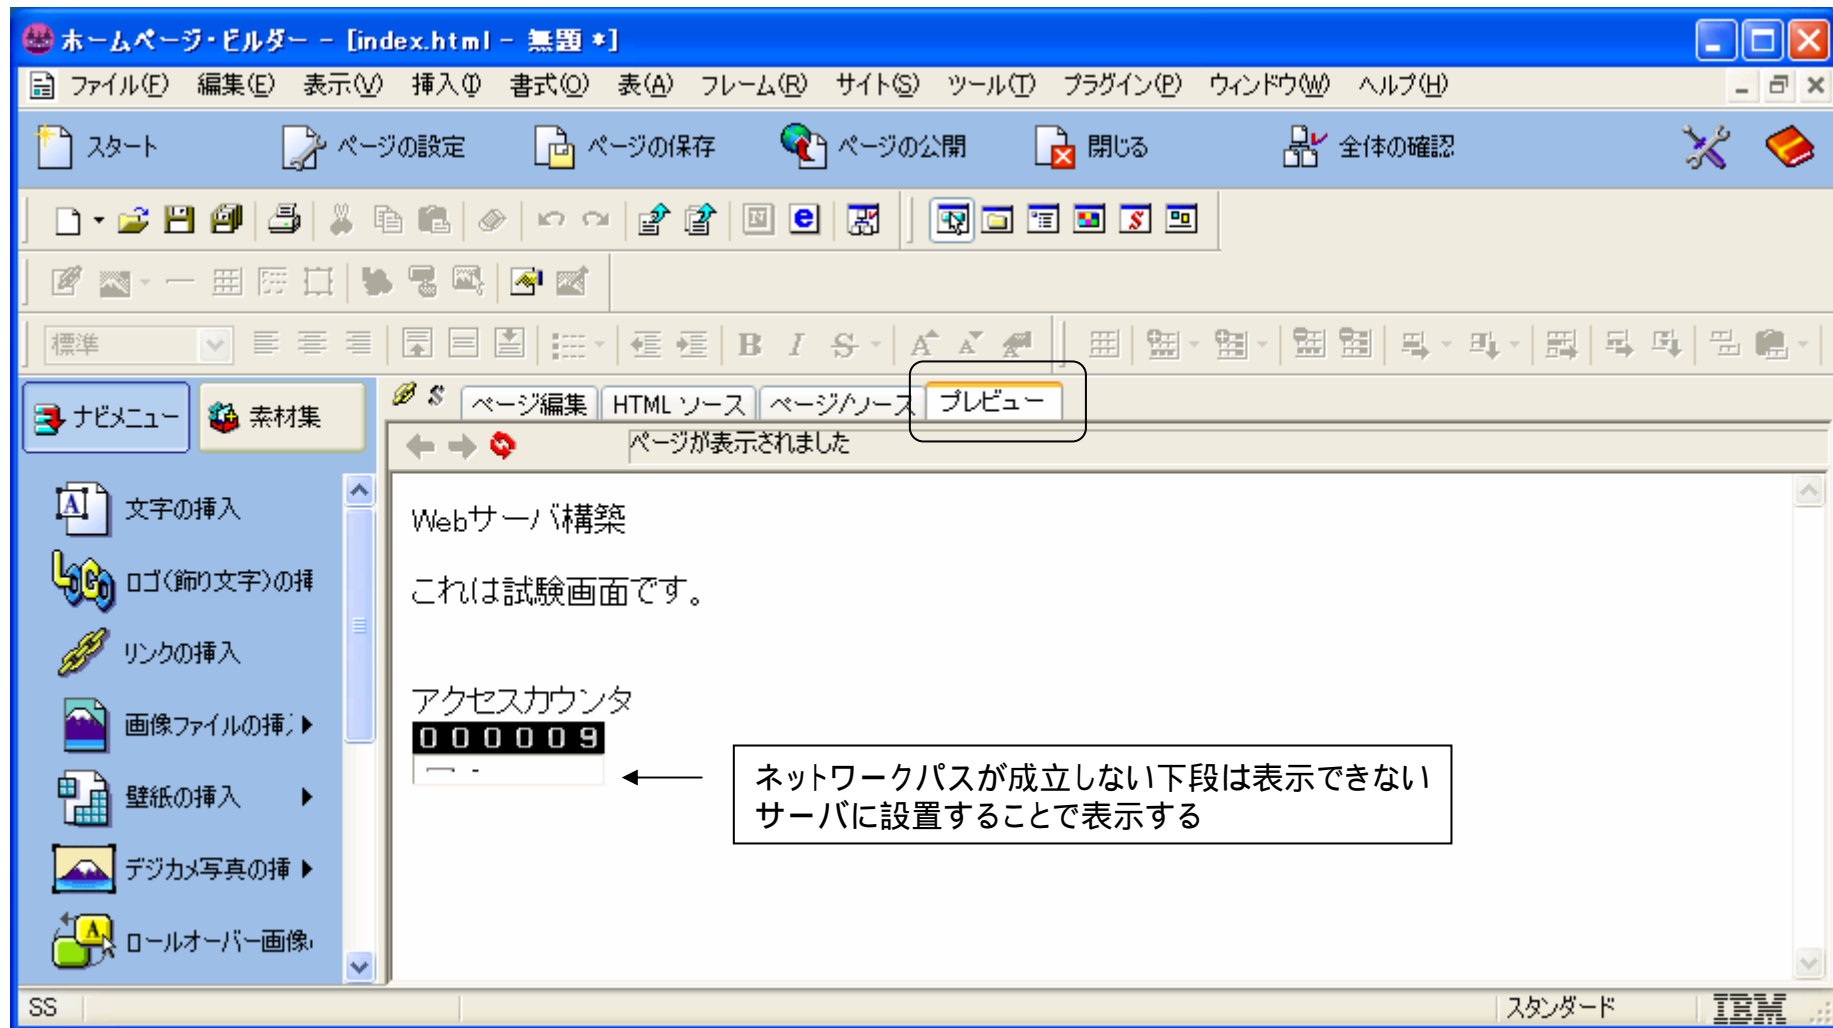 ホームページ・ビルダー - [index.html - 無題 *]
ファイル(F) 編集(E) 表示(V) 挿入(I) 書式(O) 表(A) フレーム(R) サイト(S) ツール(T) プラグイン(P) ウィンドウ(W) ヘルプ(H)
スタート ページの設定 ページの保存 ページの公開 閉じる 全体の確認
標準
ナビメニュー 素材集
ページ編集 HTML ソース ページ/ソース プレビュー
ページが表示されました
文字の挿入
ロゴ(飾り文字)の挿
リンクの挿入
画像ファイルの挿
壁紙の挿入
デジカメ写真の挿
ロールオーバー画像
Webサーバ構築
これは試験画面です。
アクセスカウンタ
000009
ネットワークパスが成立しない下段は表示できない
サーバに設置することで表示する
SS スタンダード IBM